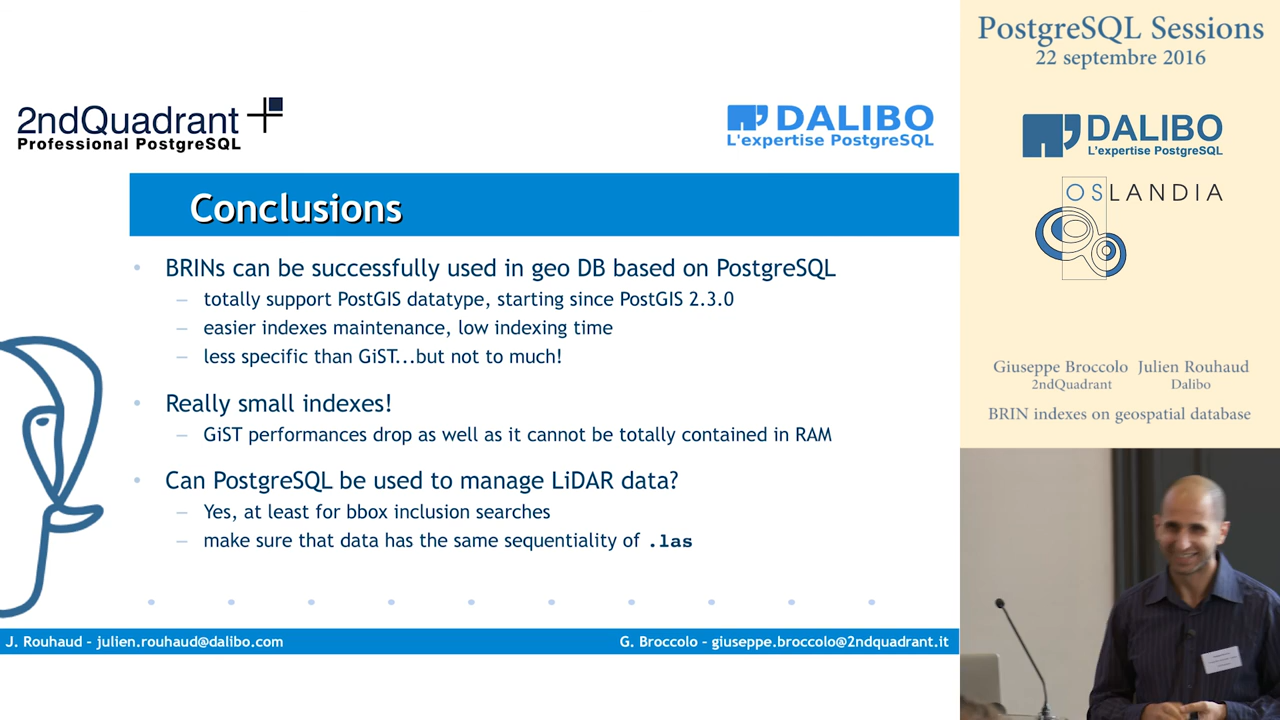 2ndQuadrant
Professional PostgreSQL
DALIBO
L'expertise PostgreSQL
Conclusions
BRINs can be successfully used in geo DB based on PostgreSQL
totally support PostGIS datatype, starting since PostGIS 2.3.0
easier indexes maintenance, low indexing time
less specific than GiST...but not to much!
Really small indexes!
GiST performances drop as well as it cannot be totally contained in RAM
Can PostgreSQL be used to manage LiDAR data?
Yes, at least for bbox inclusion searches
make sure that data has the same sequentiality of .las
J. Rouhaud – julien.rouhaud@dalibo.com
G. Broccolo – giuseppe.broccolo@2ndquadrant.it
PostgreSQL Sessions
22 septembre 2016
DALIBO
L'expertise PostgreSQL
OSLANDIA
Giuseppe Broccolo Julien Rouhaud
2ndQuadrant Dalibo
BRIN indexes on geospatial database